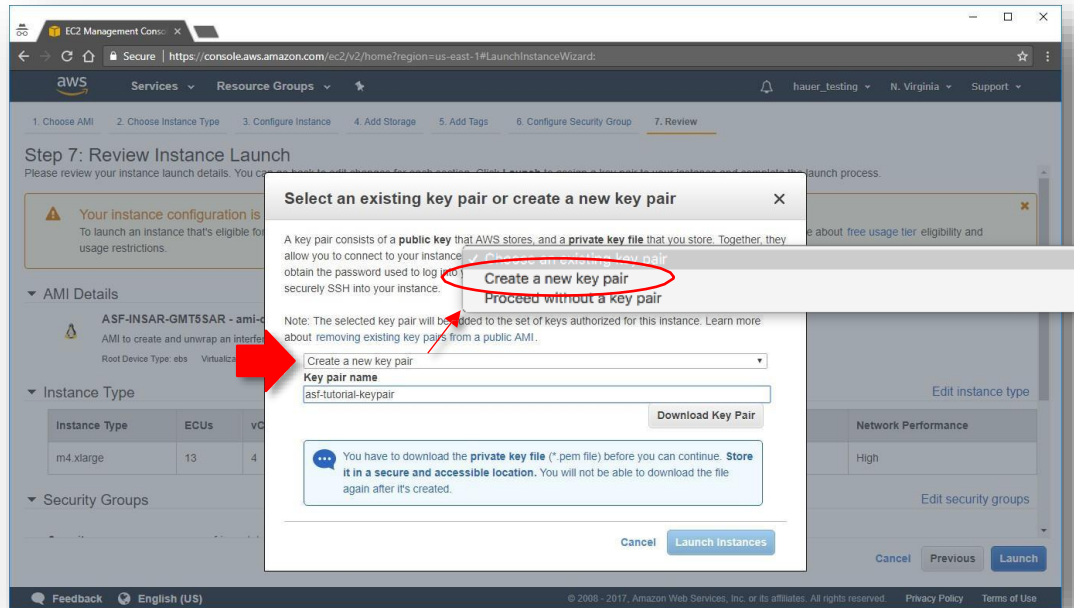 EC2 Management Conso
Secure | https://console.aws.amazon.com/ec2/v2/home?region=us-east-1#LaunchInstanceWizard:
aws Services Resource Groups hauer_testing N. Virginia Support
1. Choose AMI 2. Choose Instance Type 3. Configure Instance 4. Add Storage 5. Add Tags 6. Configure Security Group 7. Review
Step 7: Review Instance Launch
Please review your instance launch details. You can go back to edit changes for each section. Click Launch to assign a key pair to your instance and complete the launch process.
Your instance configuration is
To launch an instance that's eligible for
e about free usage tier eligibility and
usage restrictions.
AMI Details
ASF-INSAR-GMT5SAR - ami-c
AMI to create and unwrap an interfe
Root Device Type: ebs Virtualiza
Instance Type
Edit instance type
Instance Type ECUs vC Network Performance
m4.xlarge 13 4 High
Security Groups
Edit security groups
Select an existing key pair or create a new key pair
A key pair consists of a public key that AWS stores, and a private key file that you store. Together, they
allow you to connect to your instance
obtain the password used to log into
securely SSH into your instance.
Choose an existing key pair
Create a new key pair
Proceed without a key pair
Note: The selected key pair will be added to the set of keys authorized for this instance. Learn more
about removing existing key pairs from a public AMI.
Create a new key pair
Key pair name
asf-tutorial-keypair
Download Key Pair
You have to download the private key file (*.pem file) before you can continue. Store
it in a secure and accessible location. You will not be able to download the file
again after it's created.
Cancel Launch Instances
Cancel Previous Launch
Feedback English (US) © 2008 - 2017, Amazon Web Services, Inc. or its affiliates. All rights reserved. Privacy Policy Terms of Use